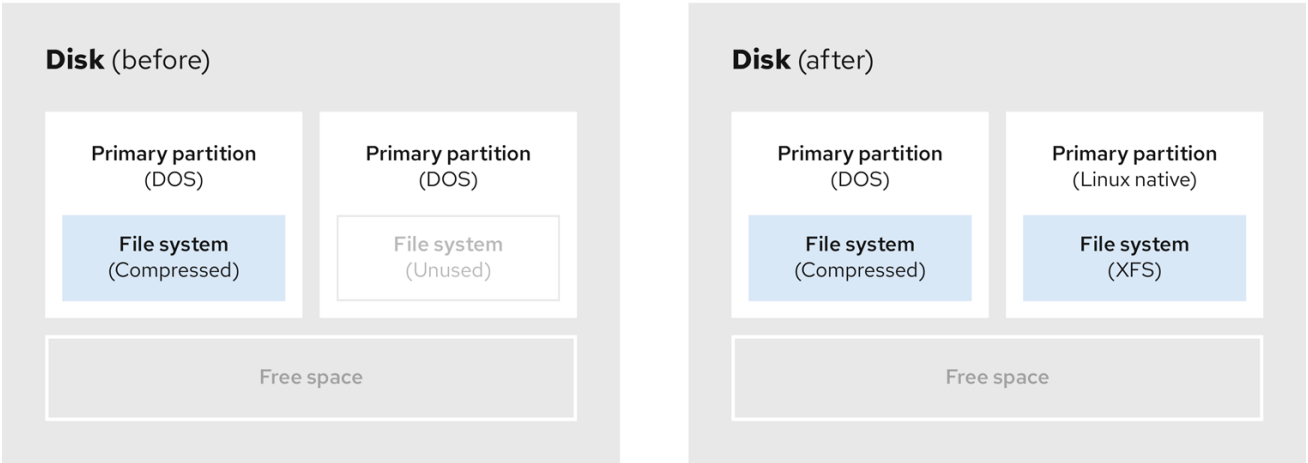 Disk (before)
Primary partition
(DOS)
File system
(Compressed)
Primary partition
(DOS)
File system
(Unused)
Free space
Disk (after)
Primary partition
(DOS)
File system
(Compressed)
Primary partition
(Linux native)
File system
(XFS)
Free space